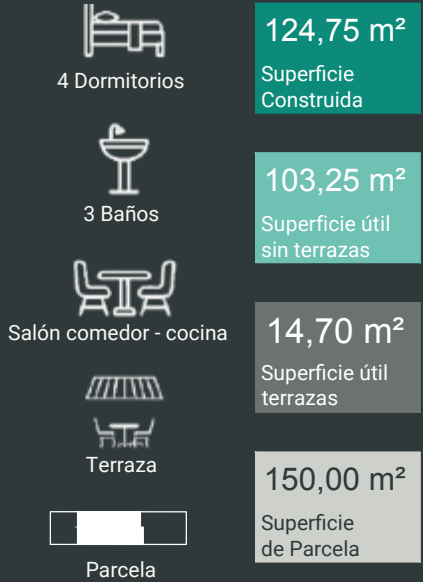 4 Dormitorios
3 Baños
Salón comedor - cocina
Terraza
Parcela
124,75 m²
Superficie
Construida
103,25 m²
Superficie útil
sin terrazas
14,70 m²
Superficie útil
terrazas
150,00 m²
Superficie
de Parcela